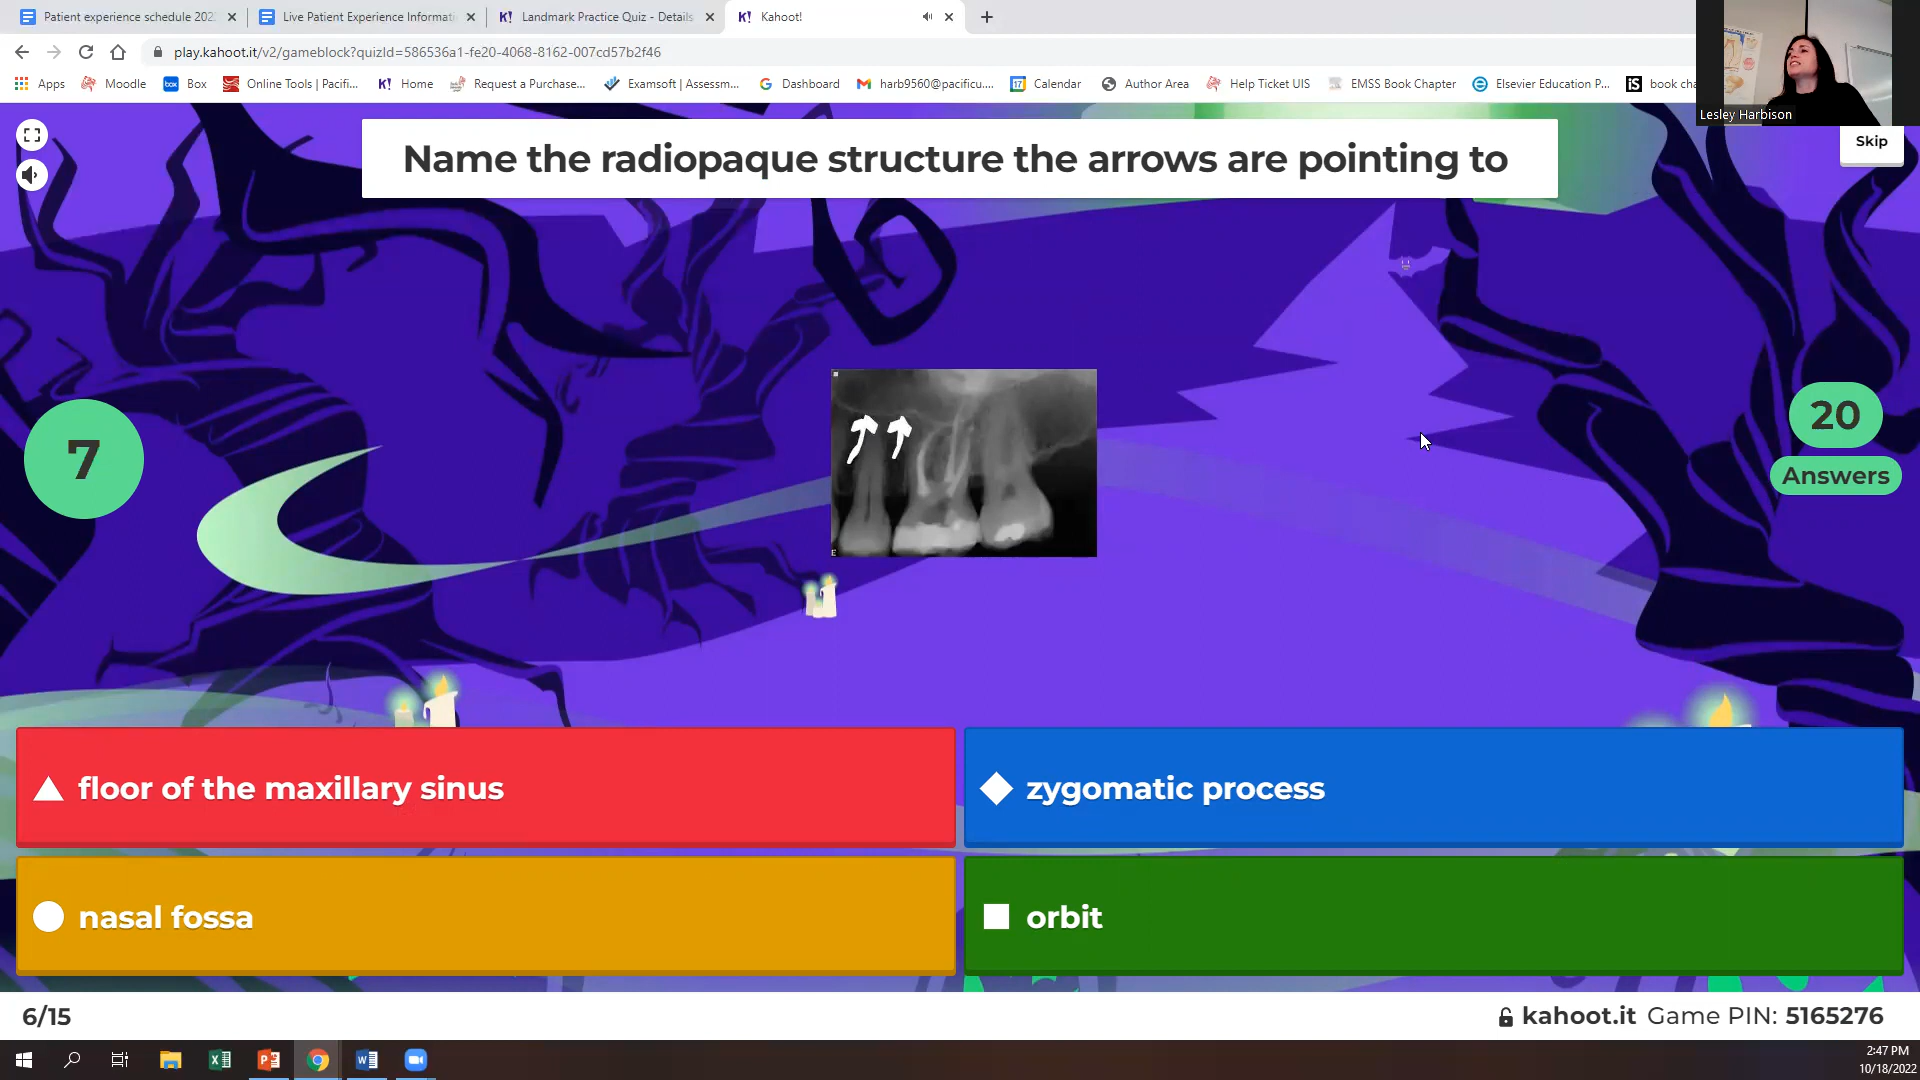 Patient experience schedule 202
Live Patient Experience Informati
K! Landmark Practice Quiz - Details
K! Kahoot!
play.kahoot.it/v2/gameblock?quizId=586536a1-fe20-4068-8162-007cd57b2f46
Apps Moodle box Box Online Tools | Pacifi... K! Home Request a Purchase... Examsoft | Assessm... G Dashboard harb9560@pacificu.... 17 Calendar Author Area Help Ticket UIS EMSS Book Chapter Elsevier Education P... iS book cha
Lesley Harbison
Skip
Name the radiopaque structure the arrows are pointing to
7
20
Answers
E
floor of the maxillary sinus
zygomatic process
nasal fossa
orbit
6/15
kahoot.it Game PIN: 5165276
2:47 PM
10/18/2022